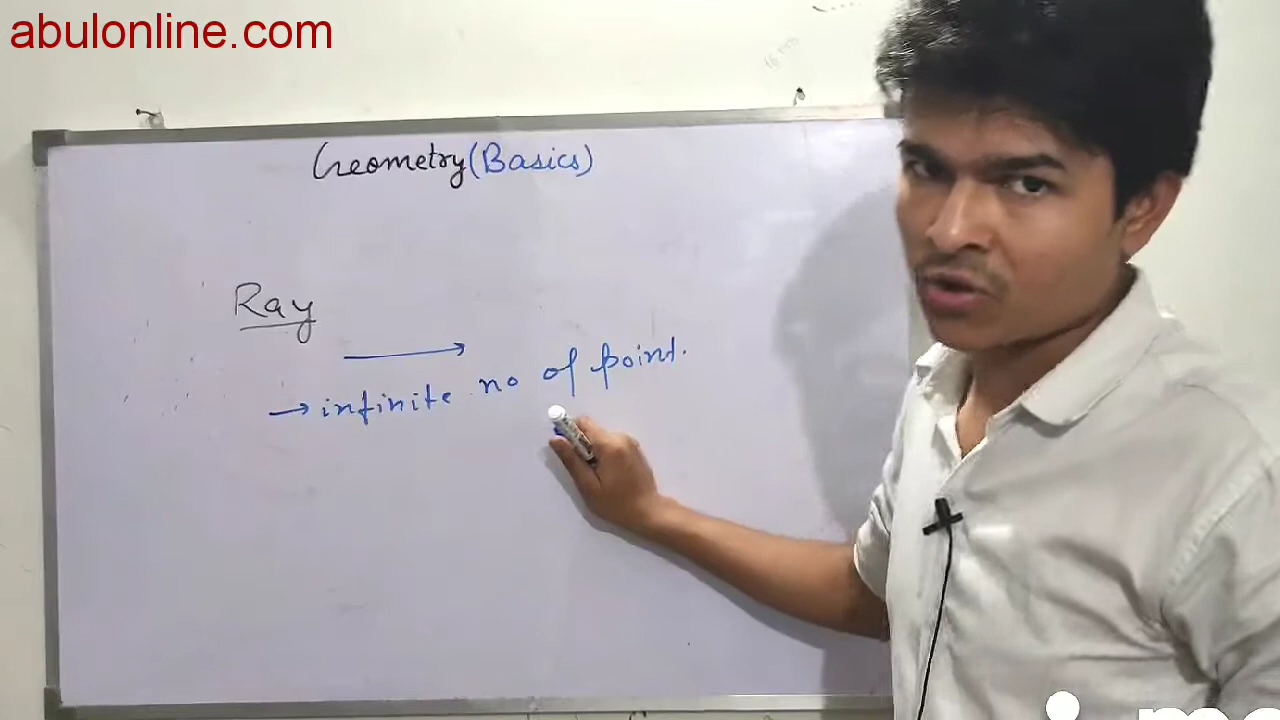 abulonline.com
Geometry(Basics)
Ray
→ infinite no of point.